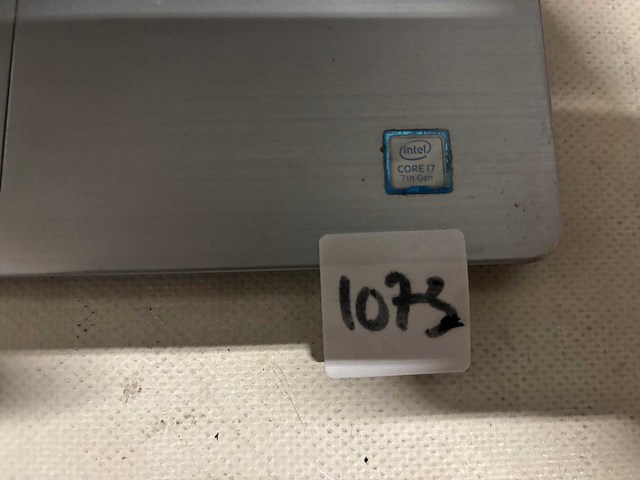 intel
CORE i7
7th Gen
1073